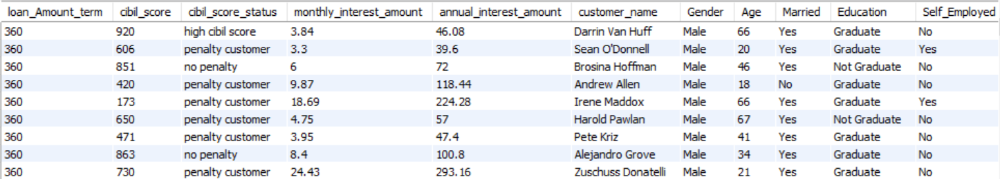 loan_Amount_term cibil_score cibil_score_status monthly_interest_amount annual_interest_amount customer_name Gender Age Married Education Self_Employed
360 920 high cibil score 3.84 46.08 Darrin Van Huff Male 66 Yes Graduate No
360 606 penalty customer 3.3 39.6 Sean O'Donnell Male 20 Yes Graduate Yes
360 851 no penalty 6 72 Brosina Hoffman Male 46 Yes Not Graduate No
360 420 penalty customer 9.87 118.44 Andrew Allen Male 18 No Graduate No
360 173 penalty customer 18.69 224.28 Irene Maddox Male 66 Yes Graduate Yes
360 650 penalty customer 4.75 57 Harold Pawlan Male 67 Yes Not Graduate No
360 471 penalty customer 3.95 47.4 Pete Kriz Male 41 Yes Graduate No
360 863 no penalty 8.4 100.8 Alejandro Grove Male 34 Yes Graduate No
360 730 penalty customer 24.43 293.16 Zuschuss Donatelli Male 21 Yes Graduate No